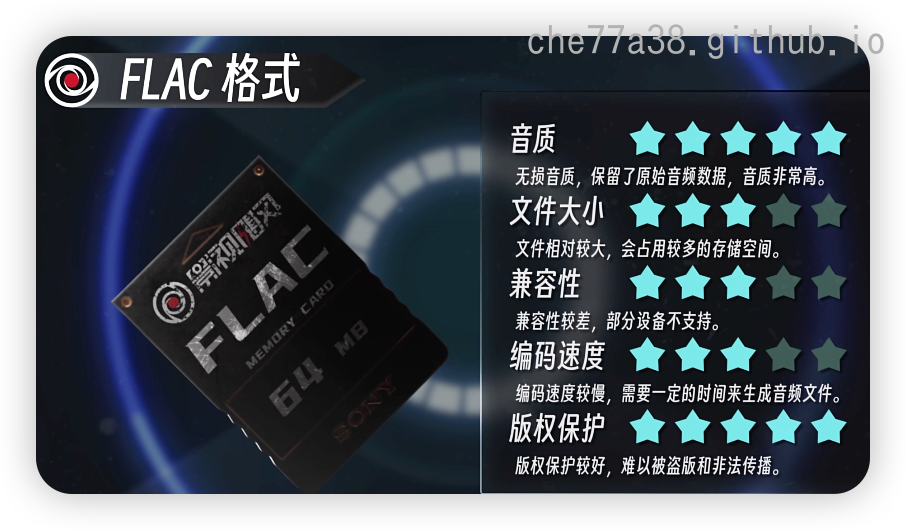 che77a38.github.io
FLAC 格式
音质
无损音质，保留了原始音频数据，音质非常高。
文件大小
文件相对较大，会占用较多的存储空间。
兼容性
兼容性较差，部分设备不支持。
编码速度
编码速度较慢，需要一定的时间来生成音频文件。
版权保护
版权保护较好，难以被盗版和非法传播。
FLAC
MEMORY CARD
64 MB
SONY